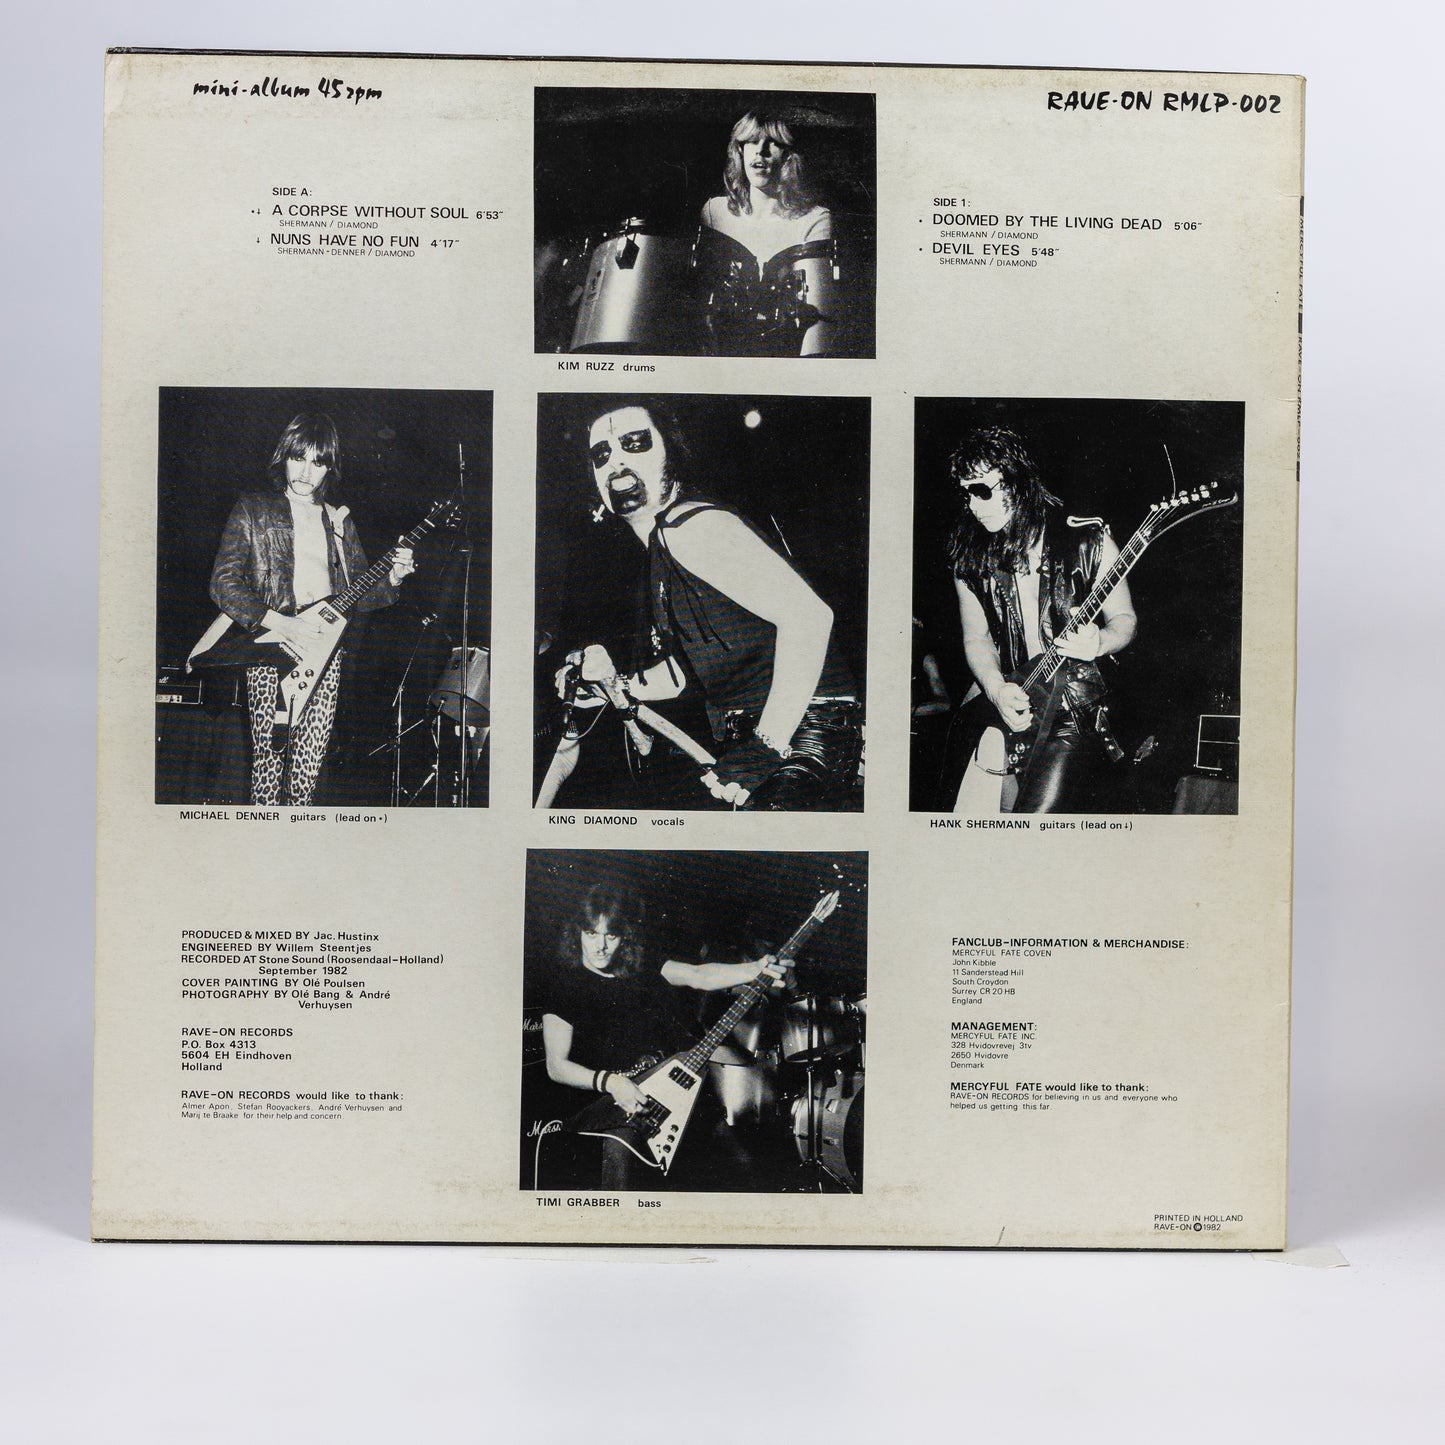 mini-album 45rpm
RAVE-ON RMLP-002
SIDE A:
•↓ A CORPSE WITHOUT SOUL 6'53"
SHERMANN / DIAMOND
↓ NUNS HAVE NO FUN 4'17"
SHERMANN-DENNER / DIAMOND
SIDE 1:
• DOOMED BY THE LIVING DEAD 5'06"
SHERMANN / DIAMOND
• DEVIL EYES 5'48"
SHERMANN / DIAMOND
KIM RUZZ drums
MICHAEL DENNER guitars (lead on •)
KING DIAMOND vocals
HANK SHERMANN guitars (lead on ↓)
PRODUCED & MIXED BY Jac. Hustinx
ENGINEERED BY Willem Steentjes
RECORDED AT Stone Sound (Roosendaal-Holland)
September 1982
COVER PAINTING BY Olé Poulsen
PHOTOGRAPHY BY Olé Bang & André
Verhuysen
RAVE-ON RECORDS
P.O. Box 4313
5604 EH Eindhoven
Holland
RAVE-ON RECORDS would like to thank:
Almer Apon, Stefan Rooyackers, André Verhuysen and
Marij te Braake for their help and concern.
Marsh
TIMI GRABBER bass
FANCLUB-INFORMATION & MERCHANDISE:
MERCYFUL FATE COVEN
John Kibble
11 Sanderstead Hill
South Croydon
Surrey CR 20 HB
England
MANAGEMENT:
MERCYFUL FATE INC.
328 Hvidovrevej 3tv
2650 Hvidovre
Denmark
MERCYFUL FATE would like to thank:
RAVE-ON RECORDS for believing in us and everyone who
helped us getting this far.
PRINTED IN HOLLAND
RAVE-ON ℗ 1982
MERCYFUL FATE RAVE-ON RMLP-002